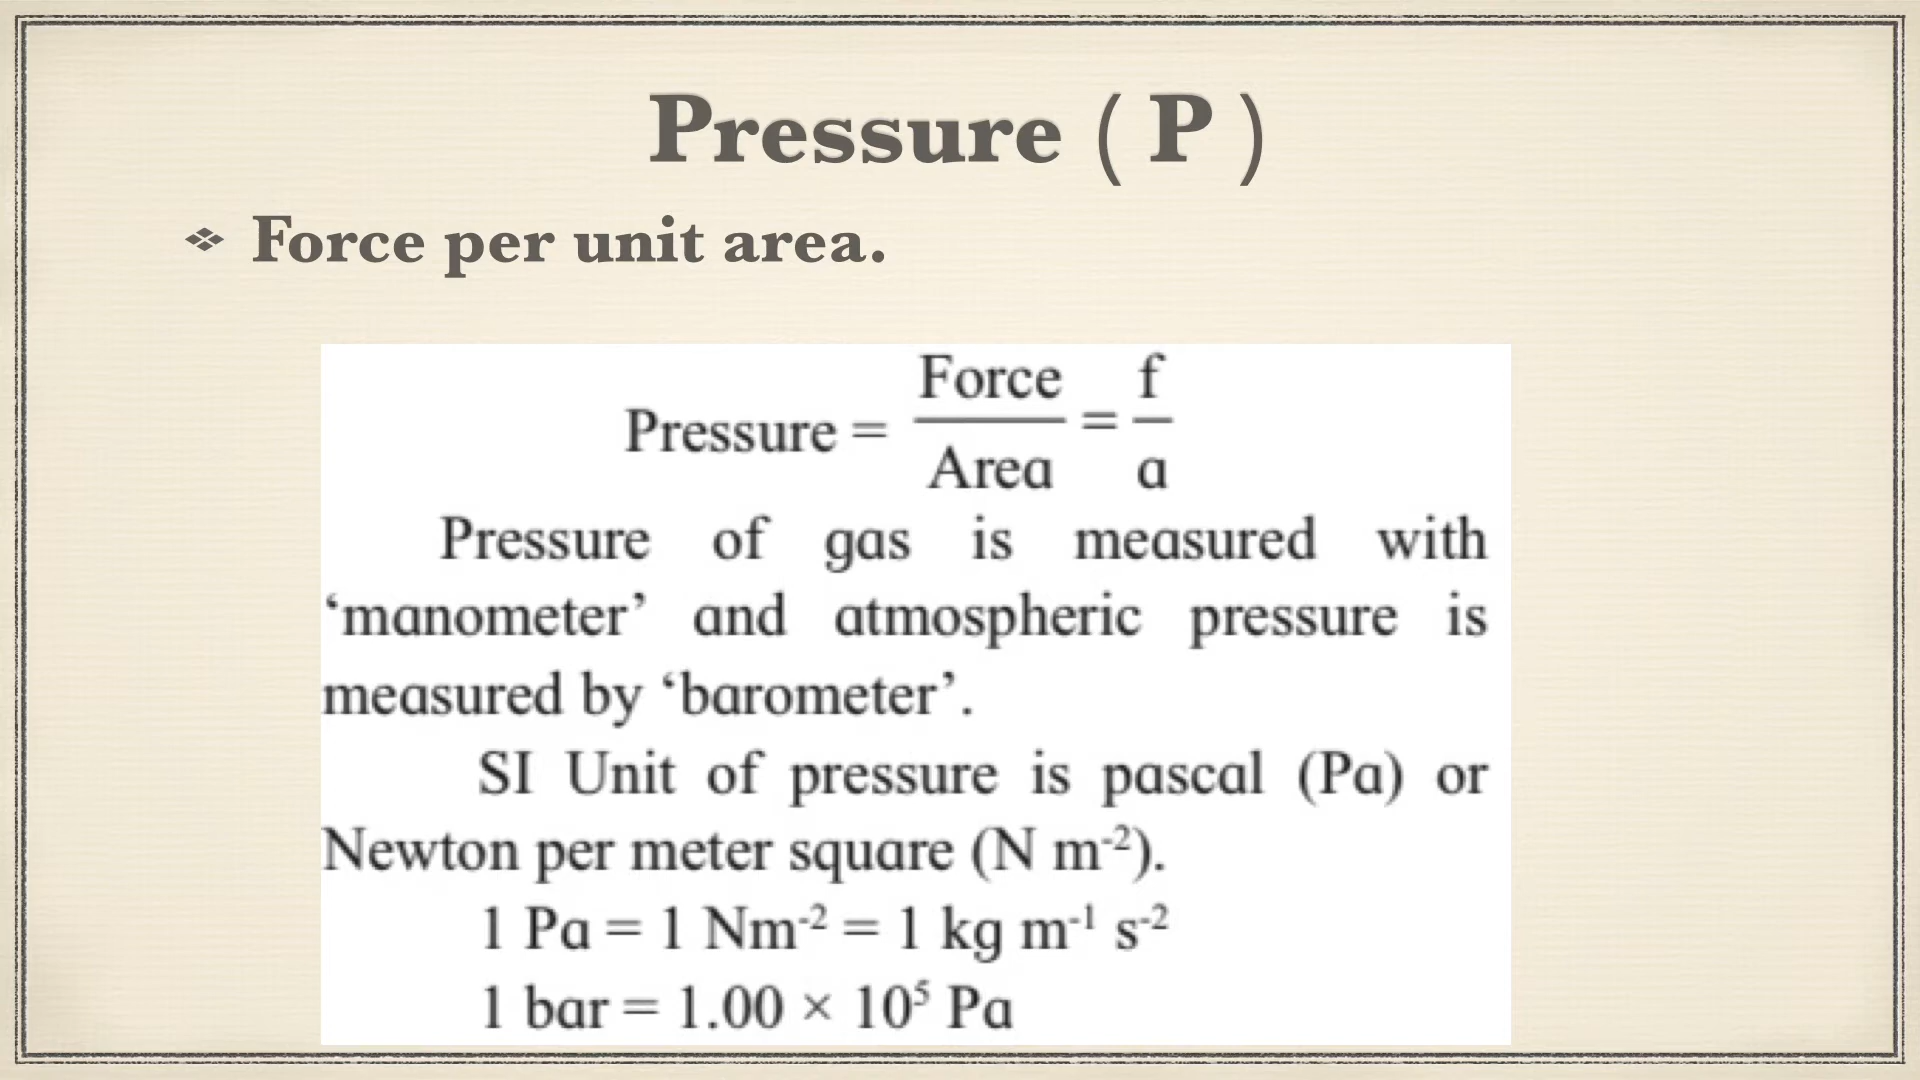 Pressure ( P )
❖ Force per unit area.
Pressure = Force / Area = f / a
Pressure of gas is measured with
‘manometer’ and atmospheric pressure is
measured by ‘barometer’.
SI Unit of pressure is pascal (Pa) or
Newton per meter square (N m⁻²).
1 Pa = 1 Nm⁻² = 1 kg m⁻¹ s⁻²
1 bar = 1.00 × 10⁵ Pa